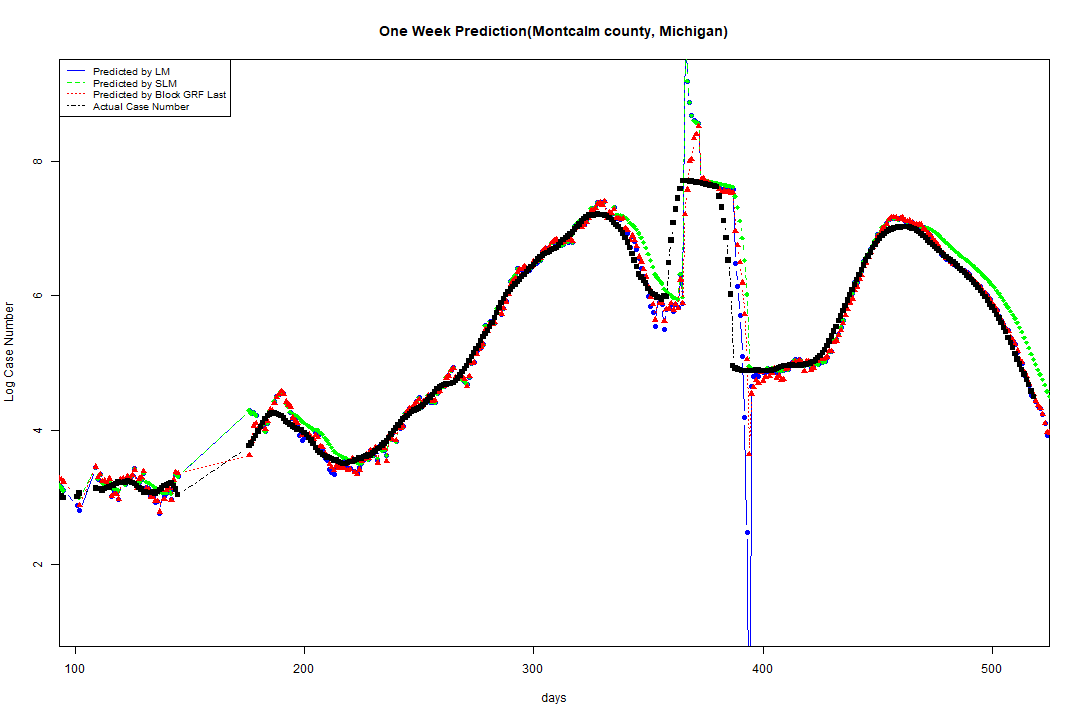 One Week Prediction(Montcalm county, Michigan)
Predicted by LM
Predicted by SLM
Predicted by Block GRF Last
Actual Case Number
Log Case Number
8
6
4
2
100 200 300 400 500
days